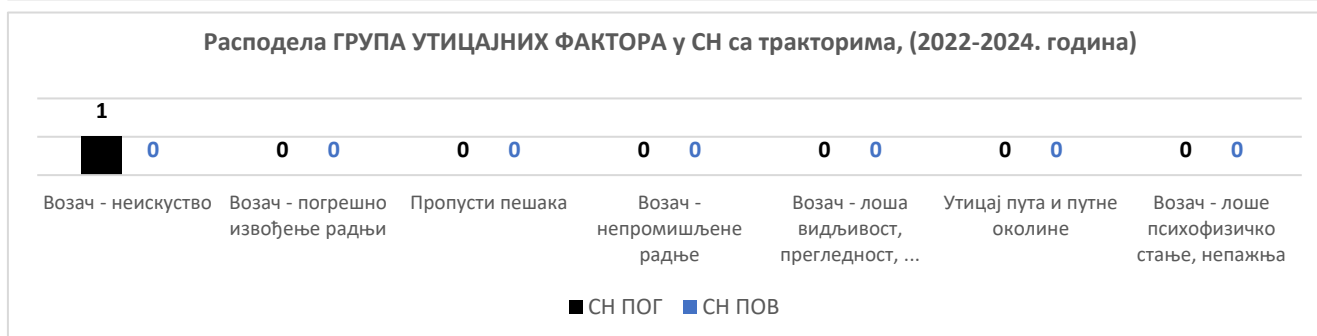 Расподела ГРУПА УТИЦАЈНИХ ФАКТОРА у СН са тракторима, (2022-2024. година)
1
0 0 0 0 0 0 0 0 0 0 0 0 0
Возач - неискуство Возач - погрешно Пропусти пешака Возач - Возач - лоша Утицај пута и путне Возач - лоше
извођење радњи непромишљене видљивост, околине психофизичко
радње прегледност, ... стање, непажња
СН ПОГ СН ПОВ